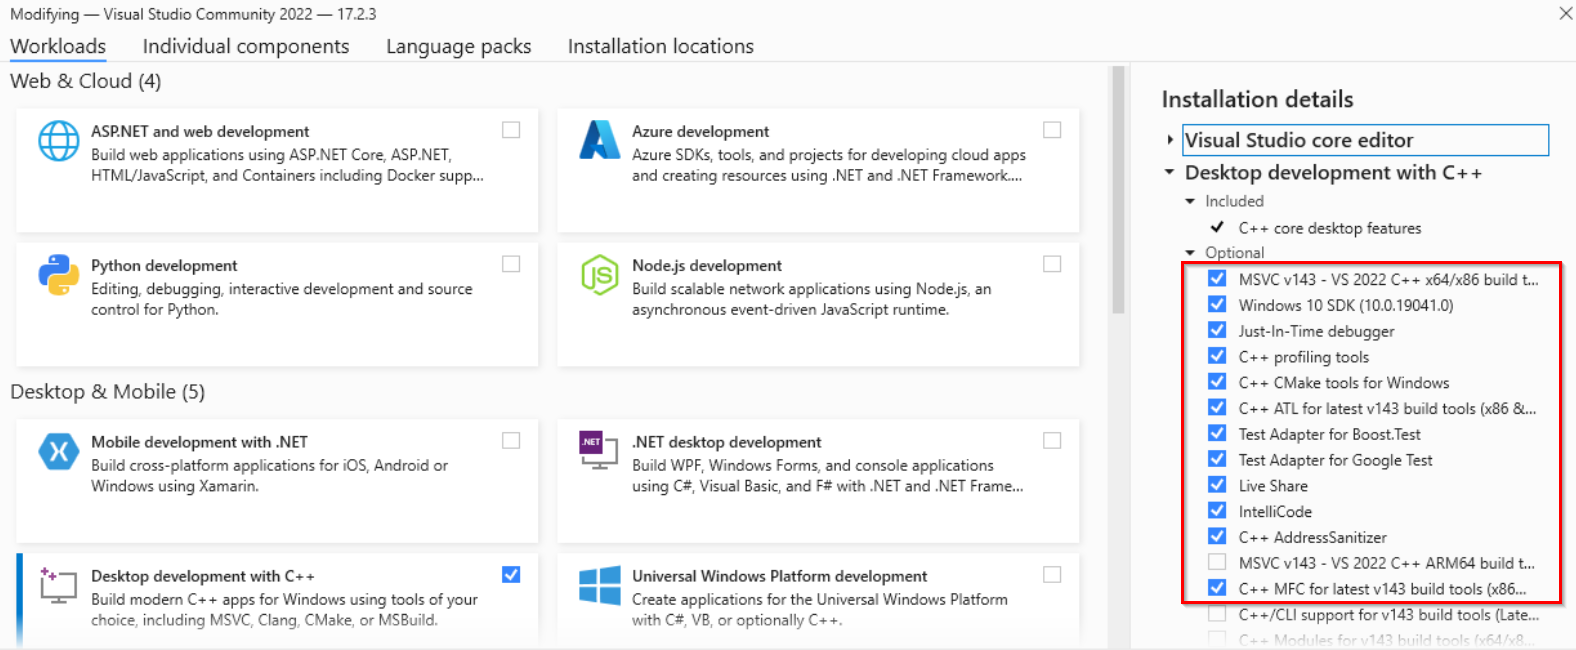 Modifying — Visual Studio Community 2022 — 17.2.3
Workloads
Individual components
Language packs
Installation locations
Web & Cloud (4)
ASP.NET and web development
Build web applications using ASP.NET Core, ASP.NET,
HTML/JavaScript, and Containers including Docker supp...
Azure development
Azure SDKs, tools, and projects for developing cloud apps
and creating resources using .NET and .NET Framework....
Python development
Editing, debugging, interactive development and source
control for Python.
Node.js development
Build scalable network applications using Node.js, an
asynchronous event-driven JavaScript runtime.
Desktop & Mobile (5)
Mobile development with .NET
Build cross-platform applications for iOS, Android or
Windows using Xamarin.
.NET
.NET desktop development
Build WPF, Windows Forms, and console applications
using C#, Visual Basic, and F# with .NET and .NET Frame...
Desktop development with C++
Build modern C++ apps for Windows using tools of your
choice, including MSVC, Clang, CMake, or MSBuild.
Universal Windows Platform development
Create applications for the Universal Windows Platform
with C#, VB, or optionally C++.
Installation details
Visual Studio core editor
Desktop development with C++
Included
C++ core desktop features
Optional
MSVC v143 - VS 2022 C++ x64/x86 build t...
Windows 10 SDK (10.0.19041.0)
Just-In-Time debugger
C++ profiling tools
C++ CMake tools for Windows
C++ ATL for latest v143 build tools (x86 &...
Test Adapter for Boost.Test
Test Adapter for Google Test
Live Share
IntelliCode
C++ AddressSanitizer
MSVC v143 - VS 2022 C++ ARM64 build t...
C++ MFC for latest v143 build tools (x86...
C++/CLI support for v143 build tools (Late...
C++ Modules for v143 build tools (x64/x8...